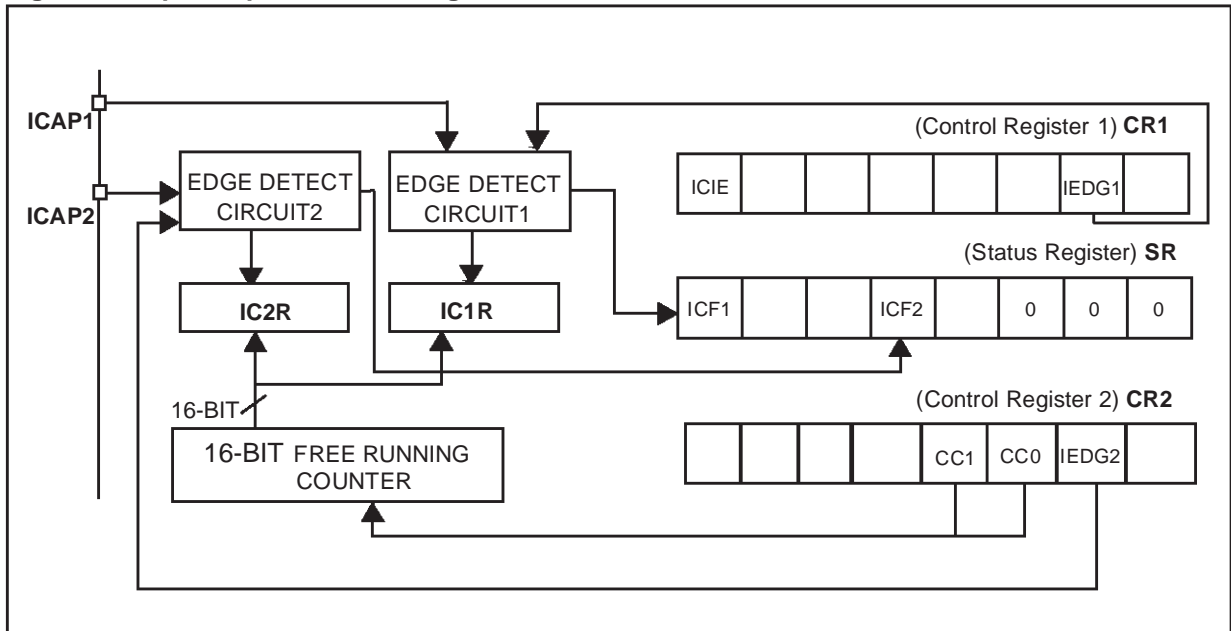 ICAP1
ICAP2
EDGE DETECT
CIRCUIT2
EDGE DETECT
CIRCUIT1
IC2R
IC1R
16-BIT
16-BIT FREE RUNNING
COUNTER
(Control Register 1) CR1
ICIE IEDG1
(Status Register) SR
ICF1 ICF2 0 0 0
(Control Register 2) CR2
CC1 CC0 IEDG2